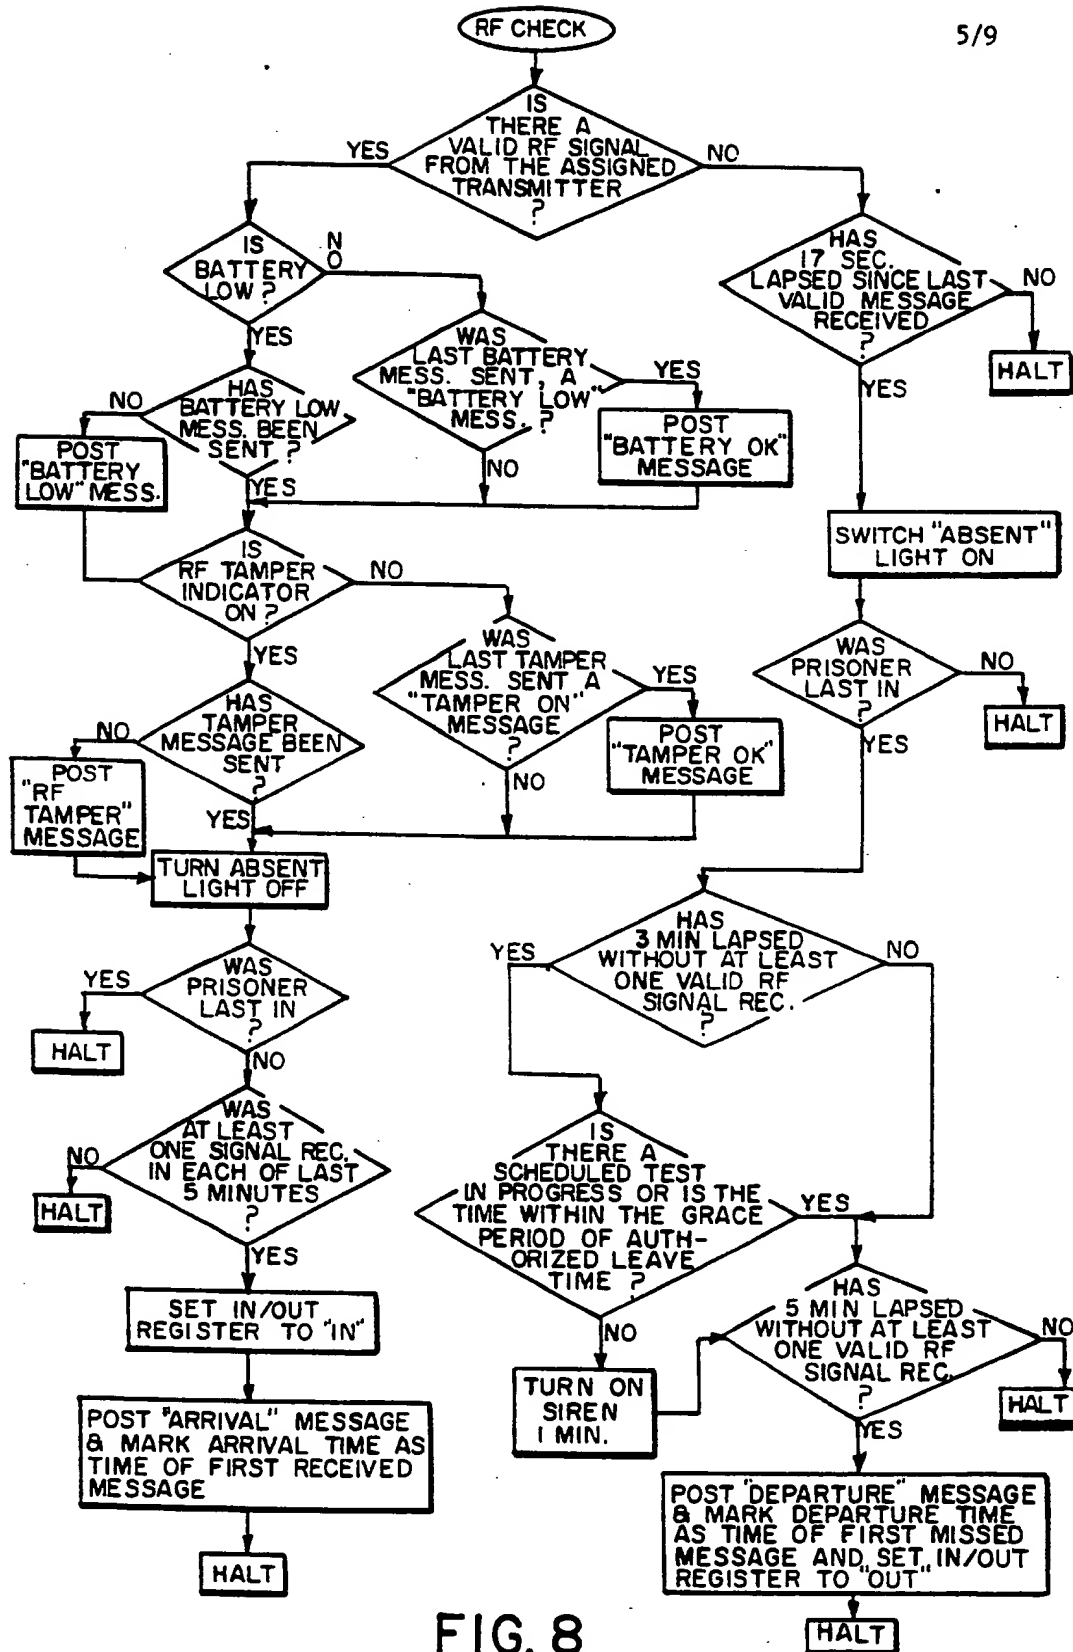 5/9
RF CHECK
IS
THERE A
VALID RF SIGNAL
FROM THE ASSIGNED
TRANSMITTER
?
YES
NO
IS
BATTERY
LOW ?
N
O
YES
HAS
17 SEC.
LAPSED SINCE LAST
VALID MESSAGE
RECEIVED
?
NO
HALT
YES
WAS
LAST BATTERY
MESS. SENT, A
"BATTERY LOW"
MESS. ?
YES
NO
POST
"BATTERY OK"
MESSAGE
HAS
BATTERY LOW
MESS. BEEN
SENT ?
NO
YES
POST
"BATTERY
LOW" MESS.
SWITCH "ABSENT"
LIGHT ON
IS
RF TAMPER
INDICATOR
ON ?
NO
YES
WAS
LAST TAMPER
MESS. SENT A
"TAMPER ON"
MESSAGE
?
YES
NO
POST
"TAMPER OK"
MESSAGE
WAS
PRISONER
LAST IN
?
NO
HALT
YES
HAS
TAMPER
MESSAGE BEEN
SENT
?
NO
YES
POST
"RF
TAMPER"
MESSAGE
TURN ABSENT
LIGHT OFF
WAS
PRISONER
LAST IN
?
YES
HALT
NO
HAS
3 MIN LAPSED
WITHOUT AT LEAST
ONE VALID RF
SIGNAL REC.
?
YES
NO
WAS
AT LEAST
ONE SIGNAL REC.
IN EACH OF LAST
5 MINUTES
?
NO
HALT
YES
IS
THERE A
SCHEDULED TEST
IN PROGRESS OR IS THE
TIME WITHIN THE GRACE
PERIOD OF AUTH-
ORIZED LEAVE
TIME ?
YES
NO
SET IN/OUT
REGISTER TO "IN"
HAS
5 MIN LAPSED
WITHOUT AT LEAST
ONE VALID RF
SIGNAL REC.
?
NO
HALT
YES
TURN ON
SIREN
1 MIN.
POST "ARRIVAL" MESSAGE
& MARK ARRIVAL TIME AS
TIME OF FIRST RECEIVED
MESSAGE
HALT
POST "DEPARTURE" MESSAGE
& MARK DEPARTURE TIME
AS TIME OF FIRST MISSED
MESSAGE AND SET IN/OUT
REGISTER TO "OUT"
HALT
FIG. 8